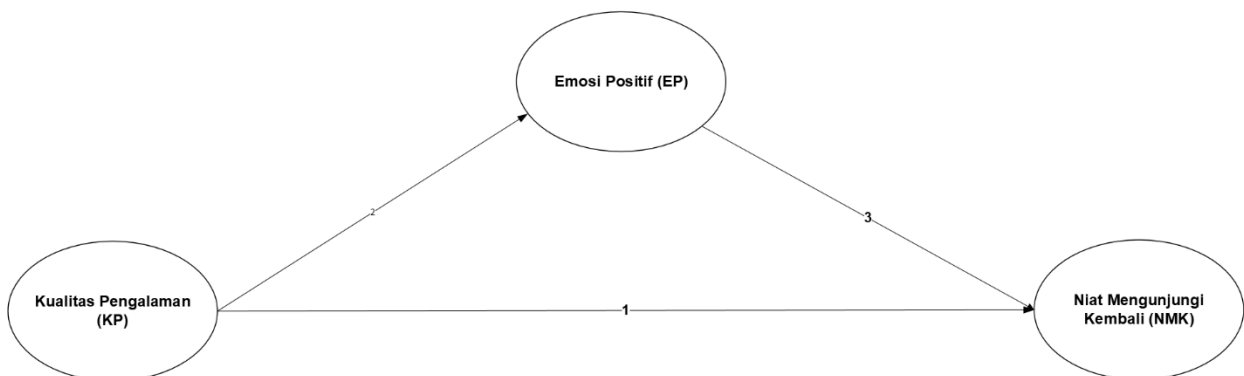 Emosi Positif (EP)
2
3
Kualitas Pengalaman
(KP)
1
Niat Mengunjungi
Kembali (NMK)